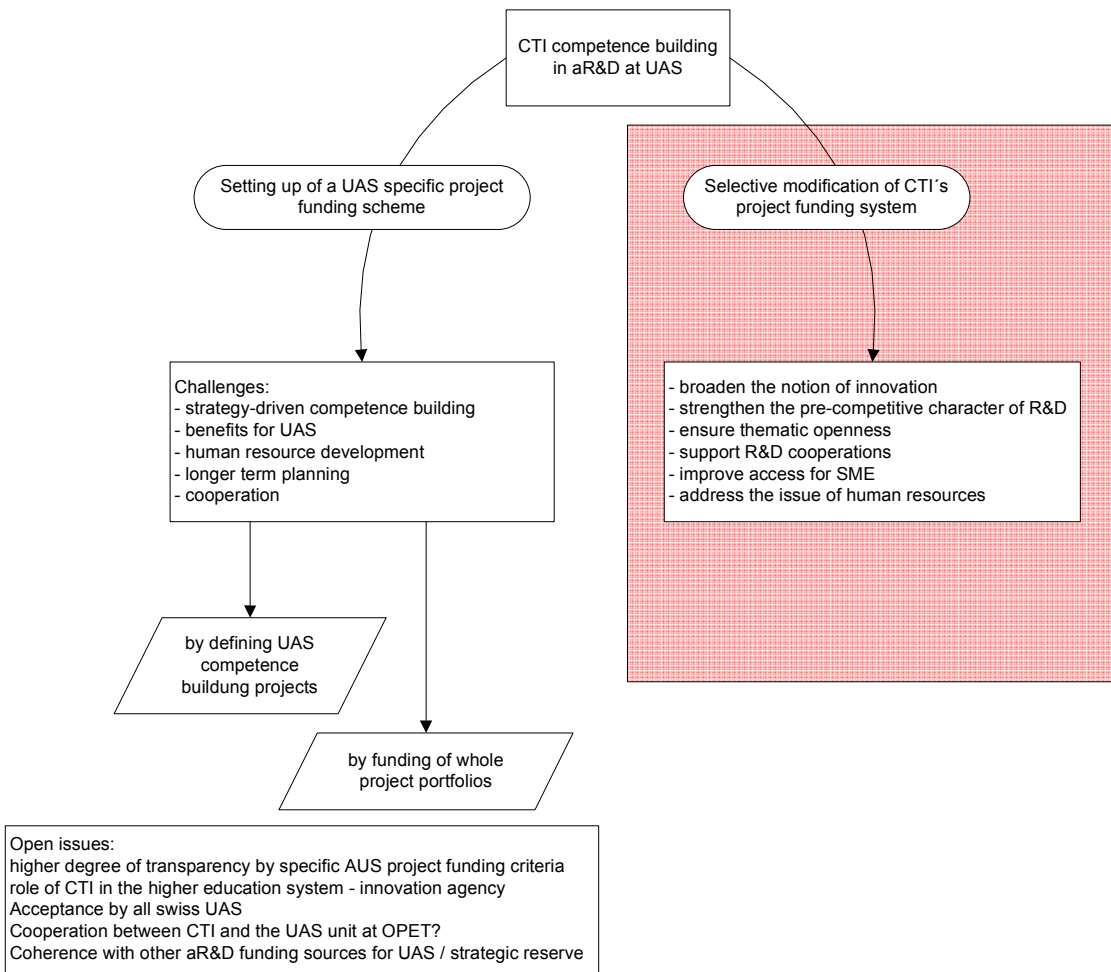 CTI competence building
in aR&D at UAS
Setting up of a UAS specific project
funding scheme
Selective modification of CTI´s
project funding system
Challenges:
- strategy-driven competence building
- benefits for UAS
- human resource development
- longer term planning
- cooperation
- broaden the notion of innovation
- strengthen the pre-competitive character of R&D
- ensure thematic openness
- support R&D cooperations
- improve access for SME
- address the issue of human resources
by defining UAS
competence
buildung projects
by funding of whole
project portfolios
Open issues:
higher degree of transparency by specific AUS project funding criteria
role of CTI in the higher education system - innovation agency
Acceptance by all swiss UAS
Cooperation between CTI and the UAS unit at OPET?
Coherence with other aR&D funding sources for UAS / strategic reserve